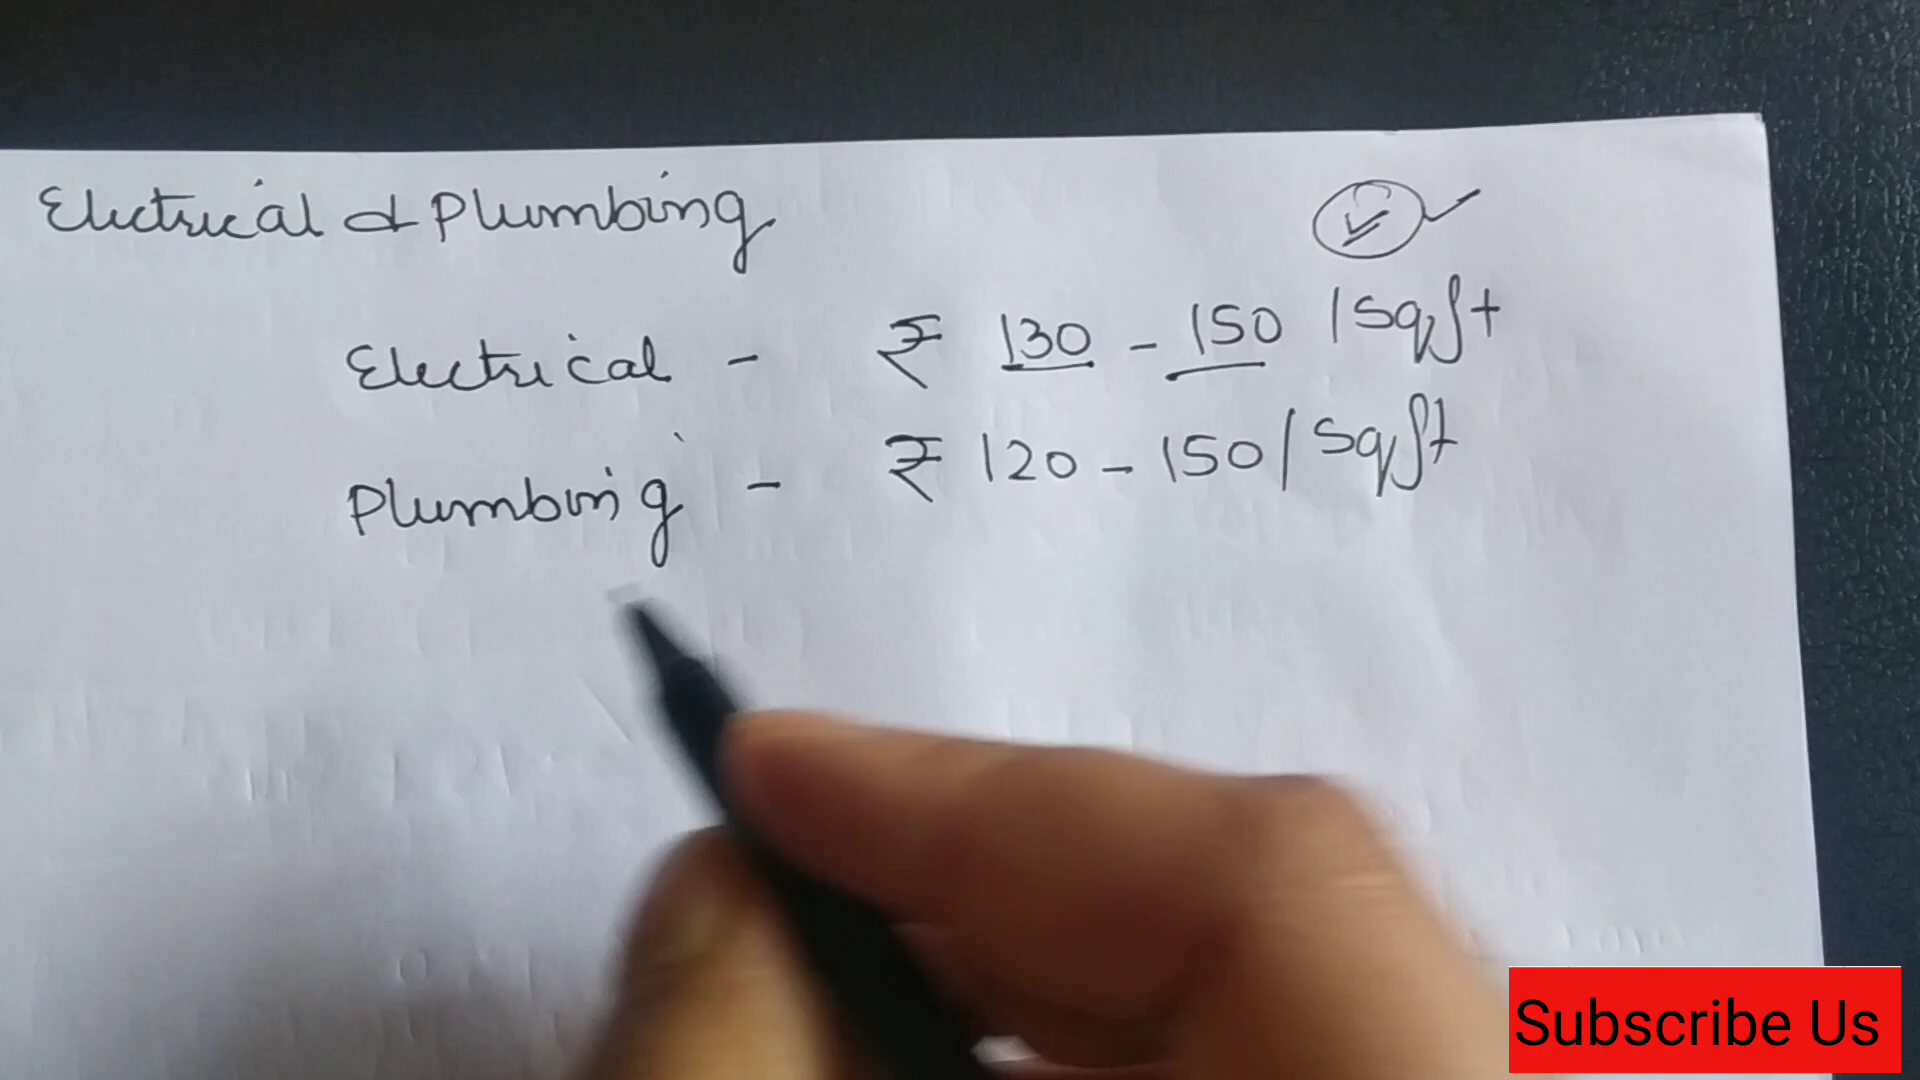 Electrical & Plumbing
Electrical - ₹ 130 - 150 /Sqft
Plumbing - ₹ 120 - 150/Sqft
Subscribe Us